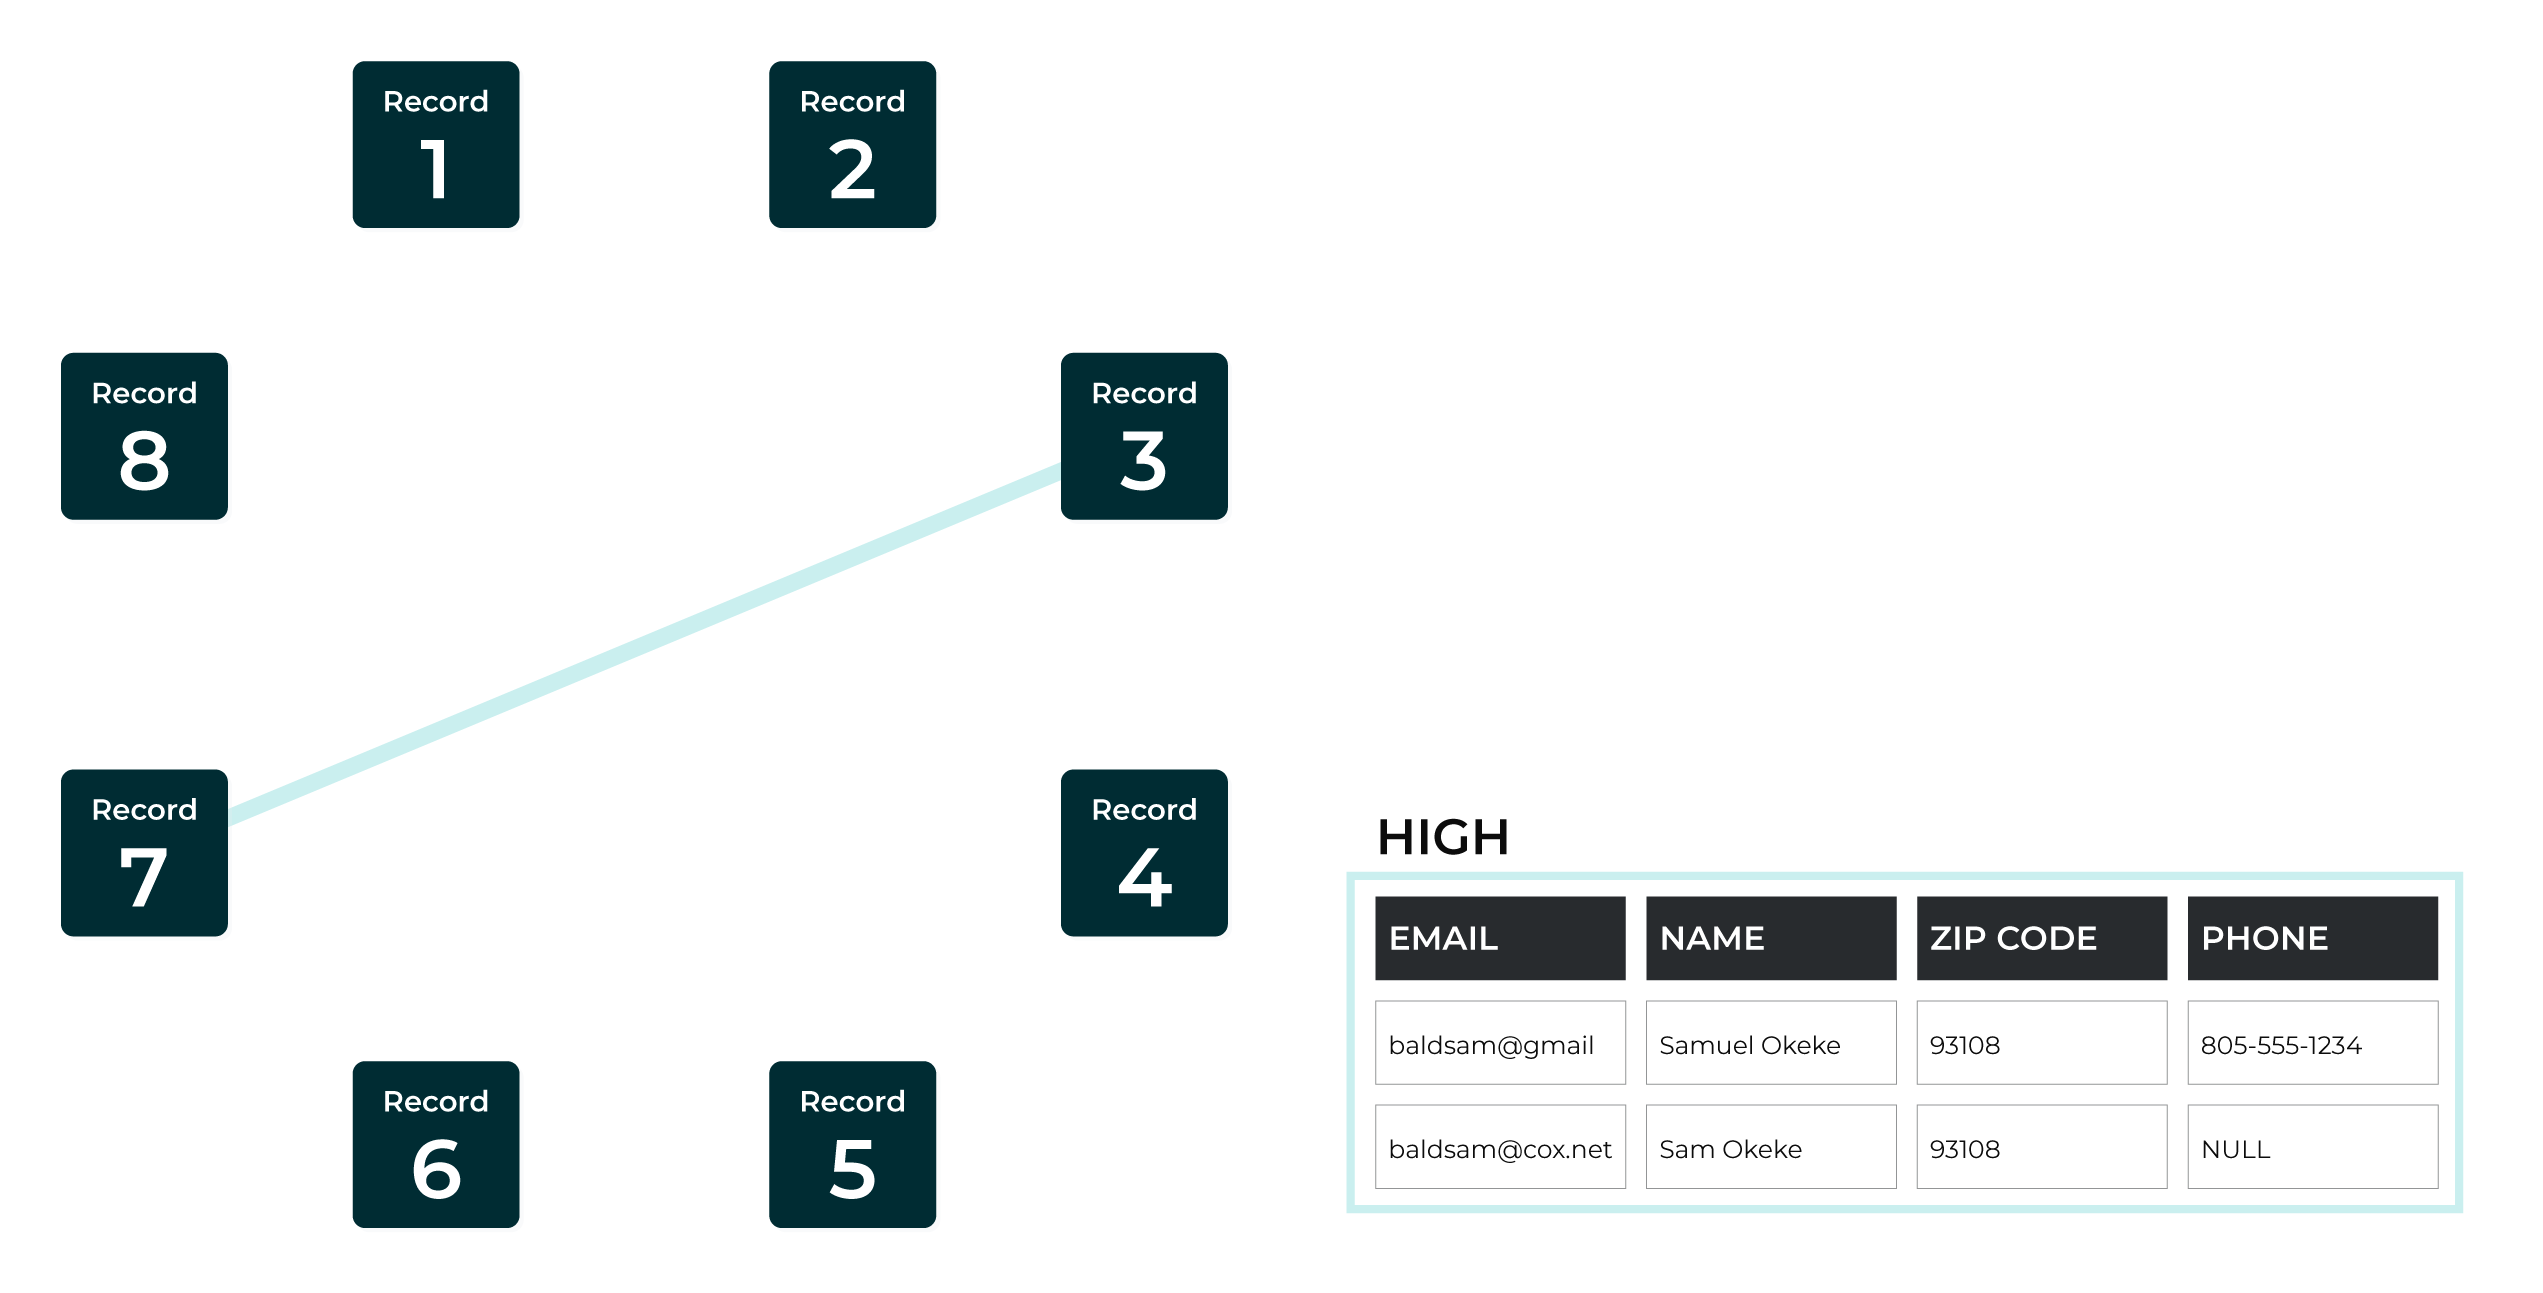 Record
1
Record
2
Record
8
Record
3
Record
7
Record
4
Record
6
Record
5
HIGH
EMAIL NAME ZIP CODE PHONE
baldsam@gmail Samuel Okeke 93108 805-555-1234
baldsam@cox.net Sam Okeke 93108 NULL